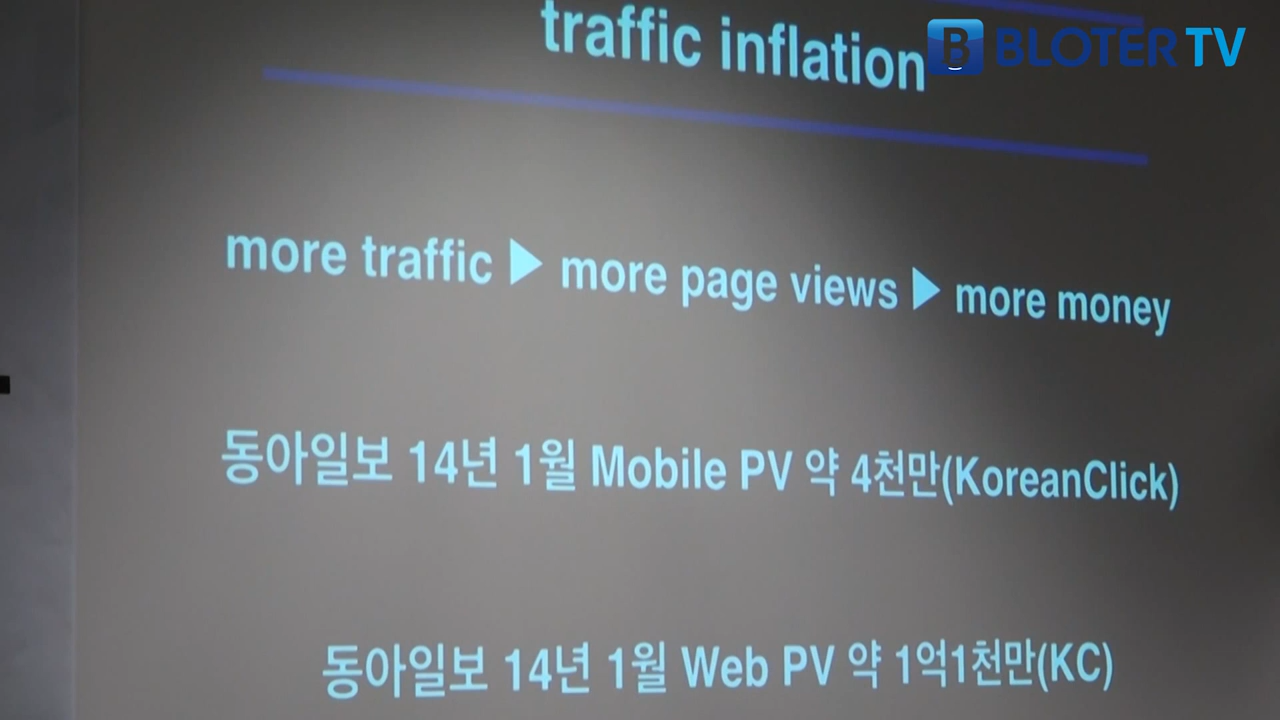 BLOTER TV
traffic inflation
more traffic ▶ more page views ▶ more money
동아일보 14년 1월 Mobile PV 약 4천만(KoreanClick)
동아일보 14년 1월 Web PV 약 1억1천만(KC)